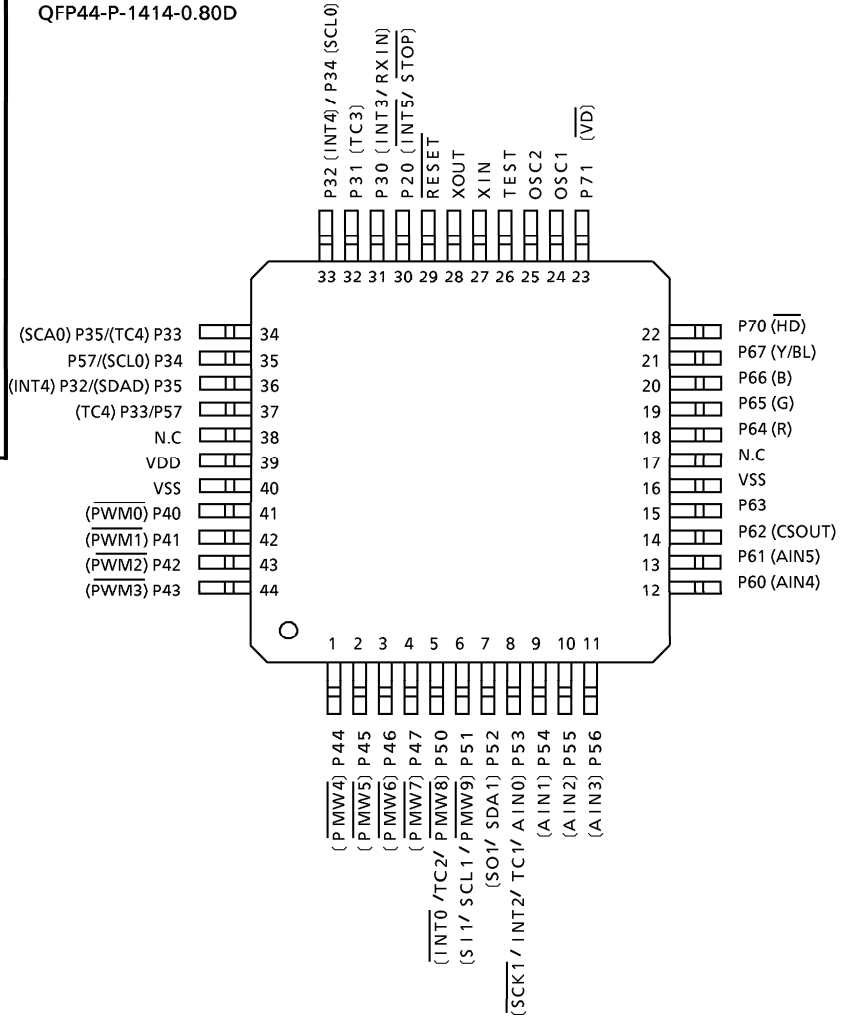 QFP44-P-1414-0.80D
P32 (INT4) / P34 (SCL0)
P31 (TC3)
P30 (INT3/ RXIN)
P20 (INT5/ STOP)
RESET
XOUT
XIN
TEST
OSC2
OSC1
P71 (VD)
33 32 31 30 29 28 27 26 25 24 23
(SCA0) P35/(TC4) P33 34
P57/(SCL0) P34 35
(INT4) P32/(SDAD) P35 36
(TC4) P33/P57 37
N.C 38
VDD 39
VSS 40
(PWM0) P40 41
(PWM1) P41 42
(PWM2) P42 43
(PWM3) P43 44
22 P70 (HD)
21 P67 (Y/BL)
20 P66 (B)
19 P65 (G)
18 P64 (R)
17 N.C
16 VSS
15 P63
14 P62 (CSOUT)
13 P61 (AIN5)
12 P60 (AIN4)
1 2 3 4 5 6 7 8 9 10 11
(PMW4) P44
(PMW5) P45
(PMW6) P46
(PMW7) P47
(INT0 /TC2/ PMW8) P50
(SI1/ SCL1/PMW9) P51
(SO1/ SDA1) P52
(SCK1/ INT2/ TC1/ AIN0) P53
(AIN1) P54
(AIN2) P55
(AIN3) P56